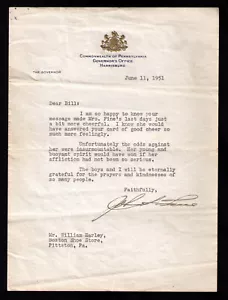 COMMONWEALTH OF PENNSYLVANIA
GOVERNOR'S OFFICE
HARRISBURG
THE GOVERNOR
June 11, 1951
Dear Bill:
I am so happy to know your
message made Mrs. Fine's last days just
a bit more cheerful. I know she would
have answered your card of good cheer so
much more feelingly.
Unfortunately the odds against
her were insurmountable. Her young and
buoyant spirit would have won if her
affliction had not been so serious.
The boys and I will be eternally
grateful for the prayers and kindnesses of
so many people.
Faithfully,
John S. Fine
Mr. William Harley,
Shoe Store,
Pittston, Pa.